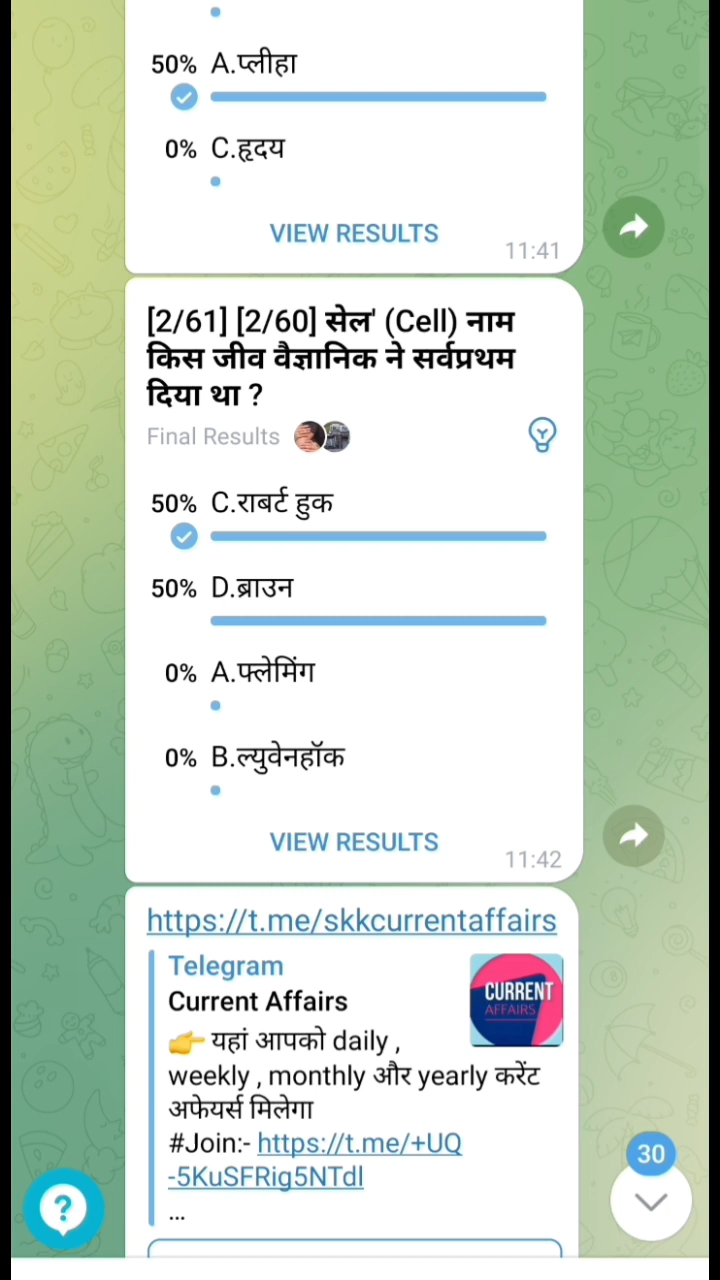 50% A.प्लीहा
0% C.हृदय
VIEW RESULTS
11:41
[2/61] [2/60] सेल' (Cell) नाम
किस जीव वैज्ञानिक ने सर्वप्रथम
दिया था ?
Final Results
50% C.राबर्ट हुक
50% D.ब्राउन
0% A.फ्लेमिंग
0% B.ल्युवेनहॉक
VIEW RESULTS
11:42
https://t.me/skkcurrentaffairs
Telegram
Current Affairs
CURRENT
AFFAIRS
👉 यहां आपको daily ,
weekly , monthly और yearly करेंट
अफेयर्स मिलेगा
#Join:- https://t.me/+UQ
-5KuSFRig5NTdl
...
30
?